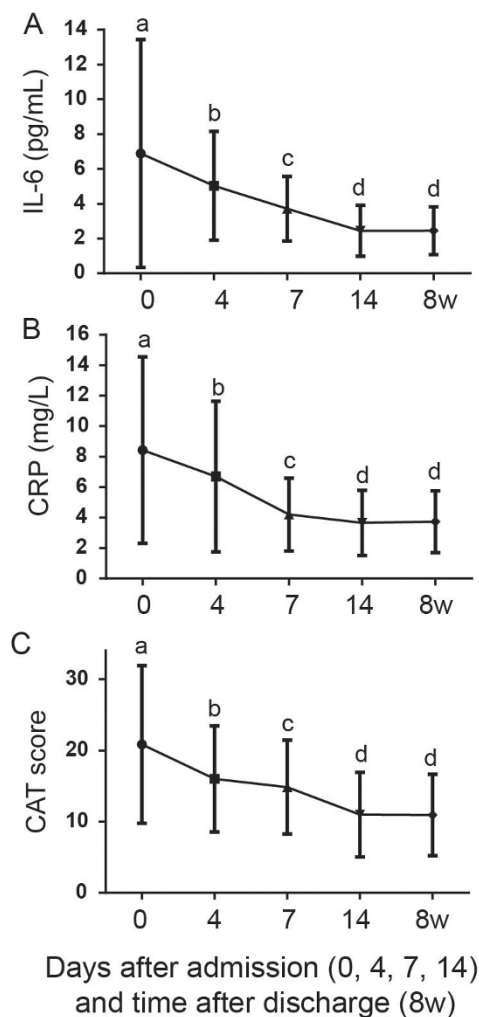 A
IL-6 (pg/mL)
14
12
10
8
6
4
2
0
a
b
c
d
d
0 4 7 14 8w
B
CRP (mg/L)
16
14
12
10
8
6
4
2
0
a
b
c
d
d
0 4 7 14 8w
C
CAT score
30
20
10
0
a
b
c
d
d
0 4 7 14 8w
Days after admission (0, 4, 7, 14)
and time after discharge (8w)